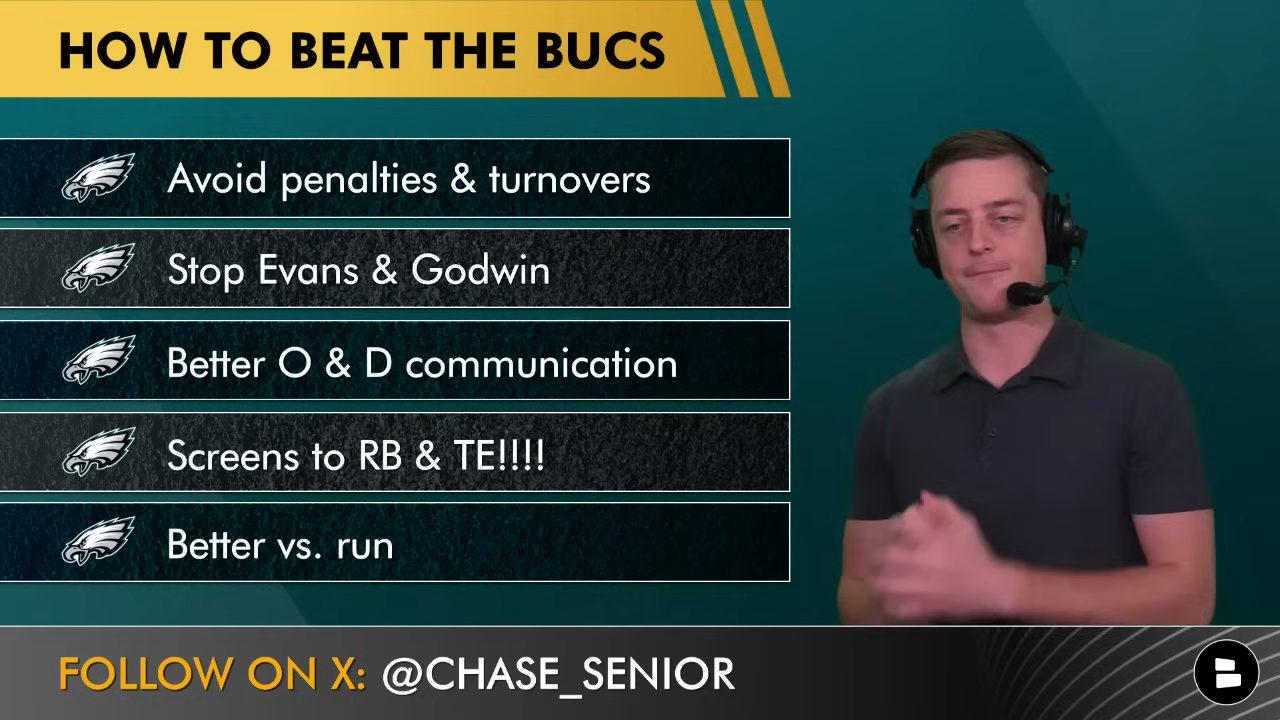 HOW TO BEAT THE BUCS
Avoid penalties & turnovers
Stop Evans & Godwin
Better O & D communication
Screens to RB & TE!!!!
Better vs. run
FOLLOW ON X: @CHASE_SENIOR